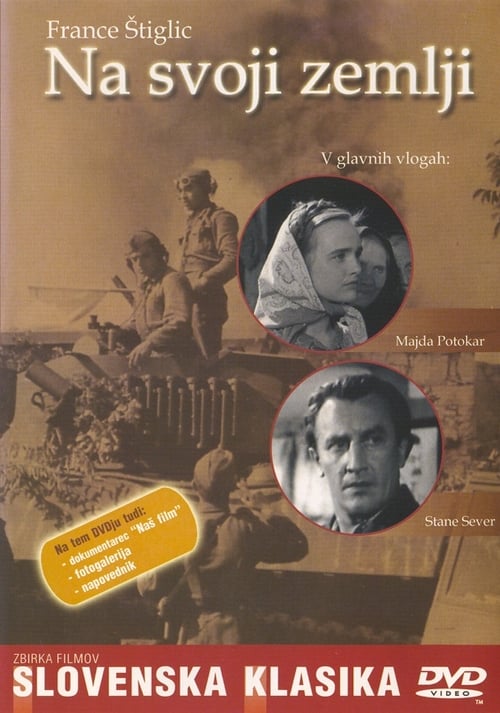 France Štiglic
Na svoji zemlji
V glavnih vlogah:
Majda Potokar
Stane Sever
Na tem DVDju tudi:
- dokumentarec "Naš film"
- fotogalerija
- napovednik
ZBIRKA FILMOV
SLOVENSKA KLASIKA
DVD
VIDEO